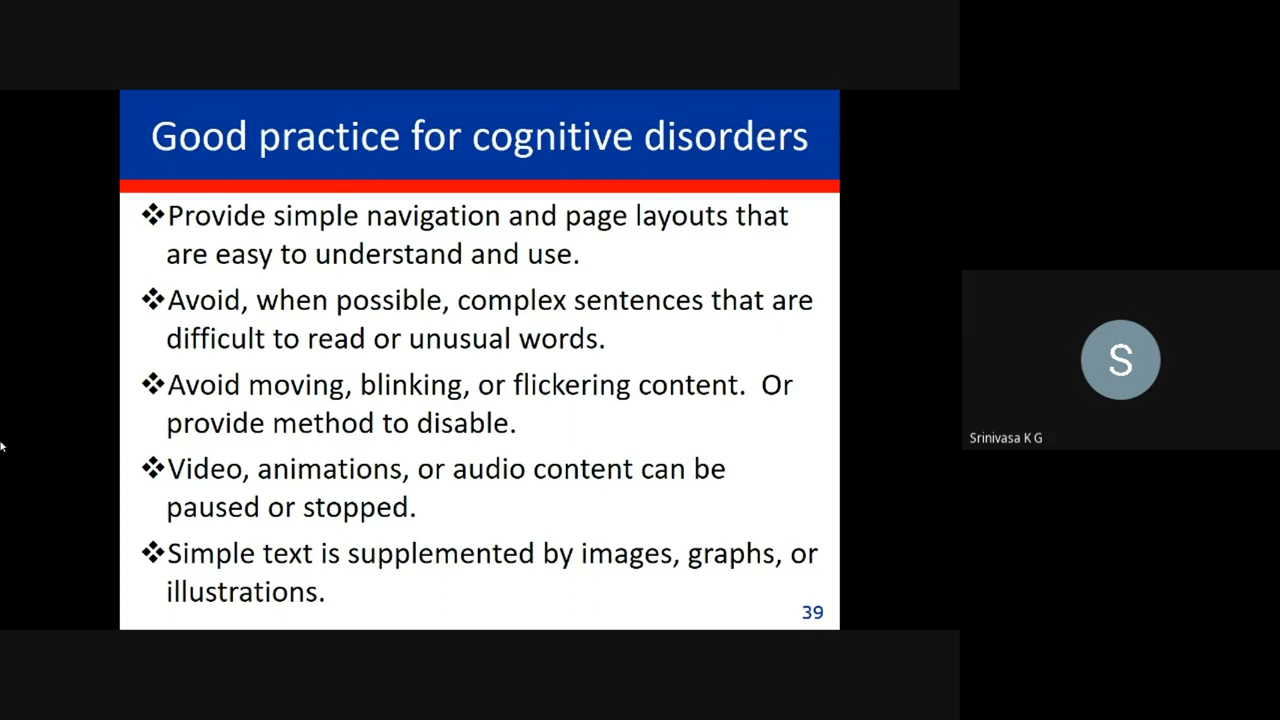 Good practice for cognitive disorders
❖Provide simple navigation and page layouts that
are easy to understand and use.
❖Avoid, when possible, complex sentences that are
difficult to read or unusual words.
❖Avoid moving, blinking, or flickering content.  Or
provide method to disable.
❖Video, animations, or audio content can be
paused or stopped.
❖Simple text is supplemented by images, graphs, or
illustrations.
39
S
Srinivasa K G